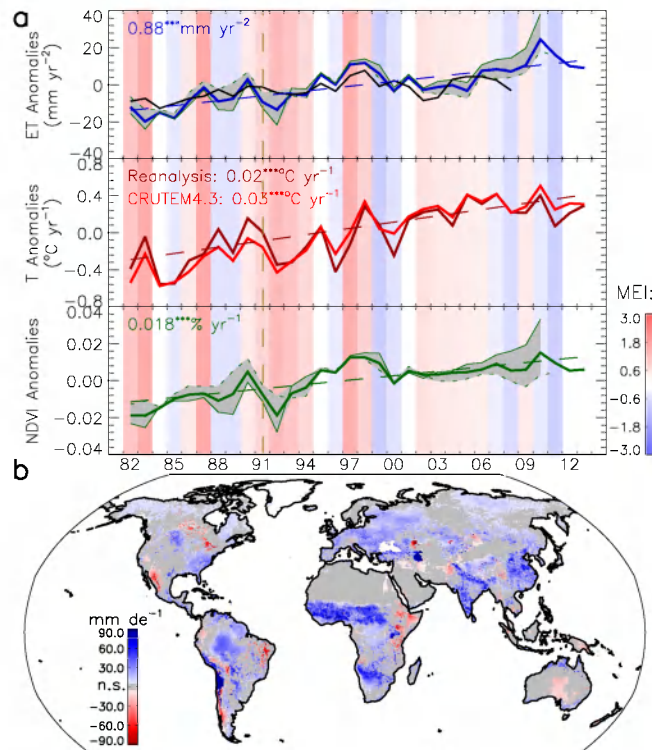 a
0.88***mm yr⁻²
ET Anomalies
(mm yr⁻²)
40
20
0
−20
−40
Reanalysis: 0.02***°C yr⁻¹
CRUTEM4.3: 0.03***°C yr⁻¹
T Anomalies
(°C yr⁻¹)
0.4
0.0
−0.4
−0.8
0.018***% yr⁻¹
NDVI Anomalies
0.04
0.02
0.00
−0.02
−0.04
82 85 88 91 94 97 00 03 06 09 12
MEI:
3.0
1.6
0.0
−1.6
−3.0
b
mm de⁻¹
90.0
60.0
30.0
n.s.
−30.0
−60.0
−90.0